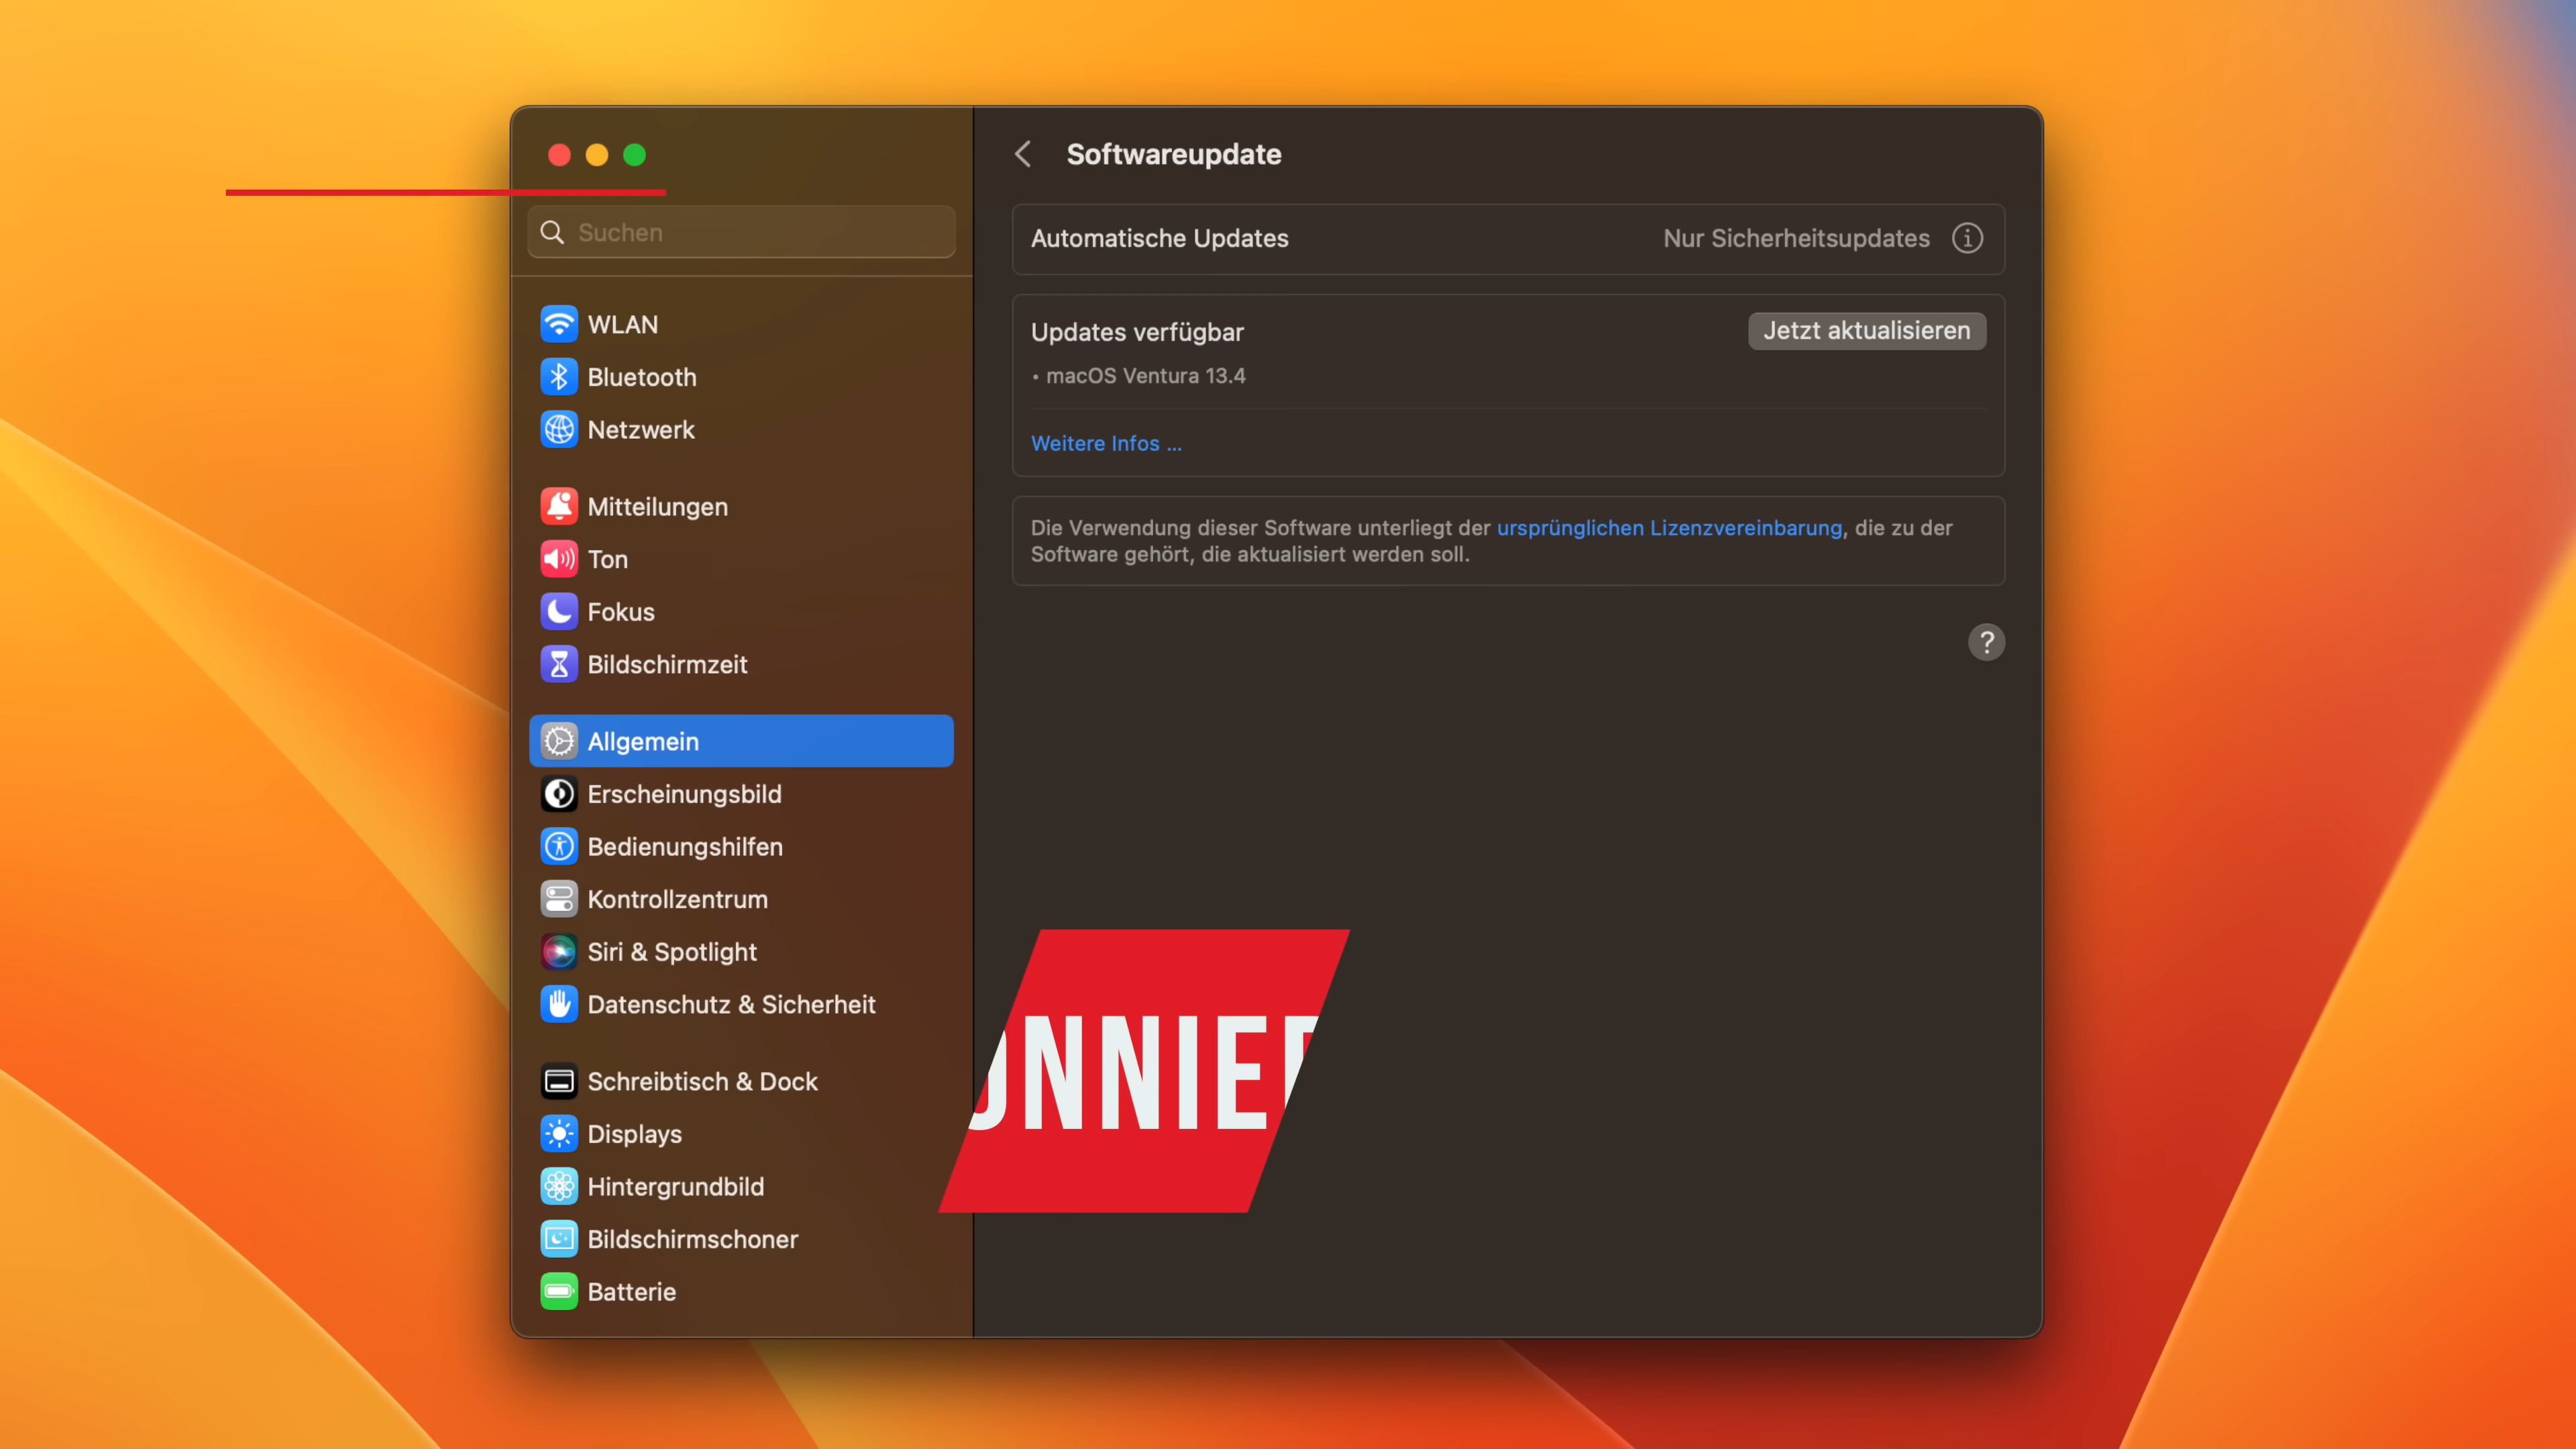 Suchen
WLAN
Bluetooth
Netzwerk
Mitteilungen
Ton
Fokus
Bildschirmzeit
Allgemein
Erscheinungsbild
Bedienungshilfen
Kontrollzentrum
Siri & Spotlight
Datenschutz & Sicherheit
Schreibtisch & Dock
Displays
Hintergrundbild
Bildschirmschoner
Batterie
Softwareupdate
Automatische Updates Nur Sicherheitsupdates
Updates verfügbar Jetzt aktualisieren
• macOS Ventura 13.4
Weitere Infos ...
Die Verwendung dieser Software unterliegt der ursprünglichen Lizenzvereinbarung, die zu der
Software gehört, die aktualisiert werden soll.
?